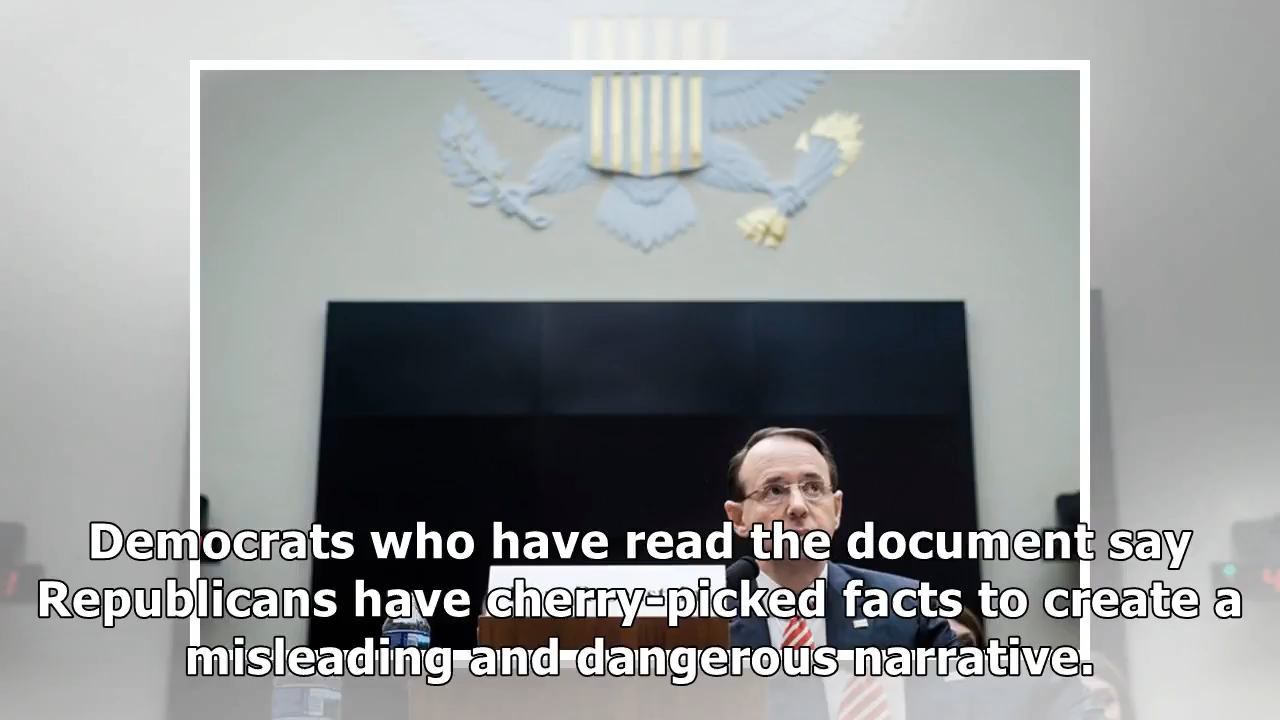 Democrats who have read the document say
Republicans have cherry-picked facts to create a
misleading and dangerous narrative.